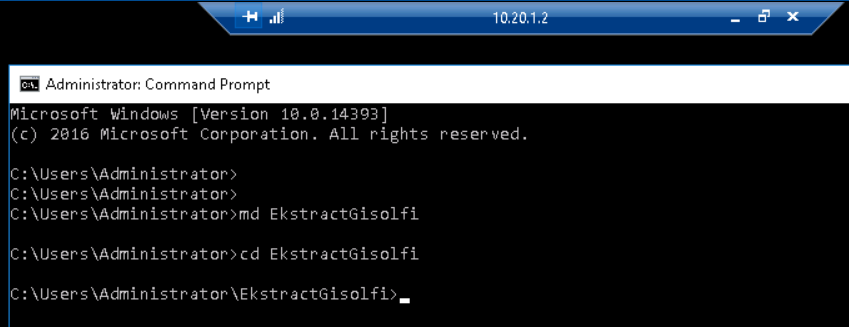 10.20.1.2
Administrator: Command Prompt
Microsoft Windows [Version 10.0.14393]
(c) 2016 Microsoft Corporation. All rights reserved.
C:\Users\Administrator>
C:\Users\Administrator>
C:\Users\Administrator>md EkstractGisolfi
C:\Users\Administrator>cd EkstractGisolfi
C:\Users\Administrator\EkstractGisolfi>